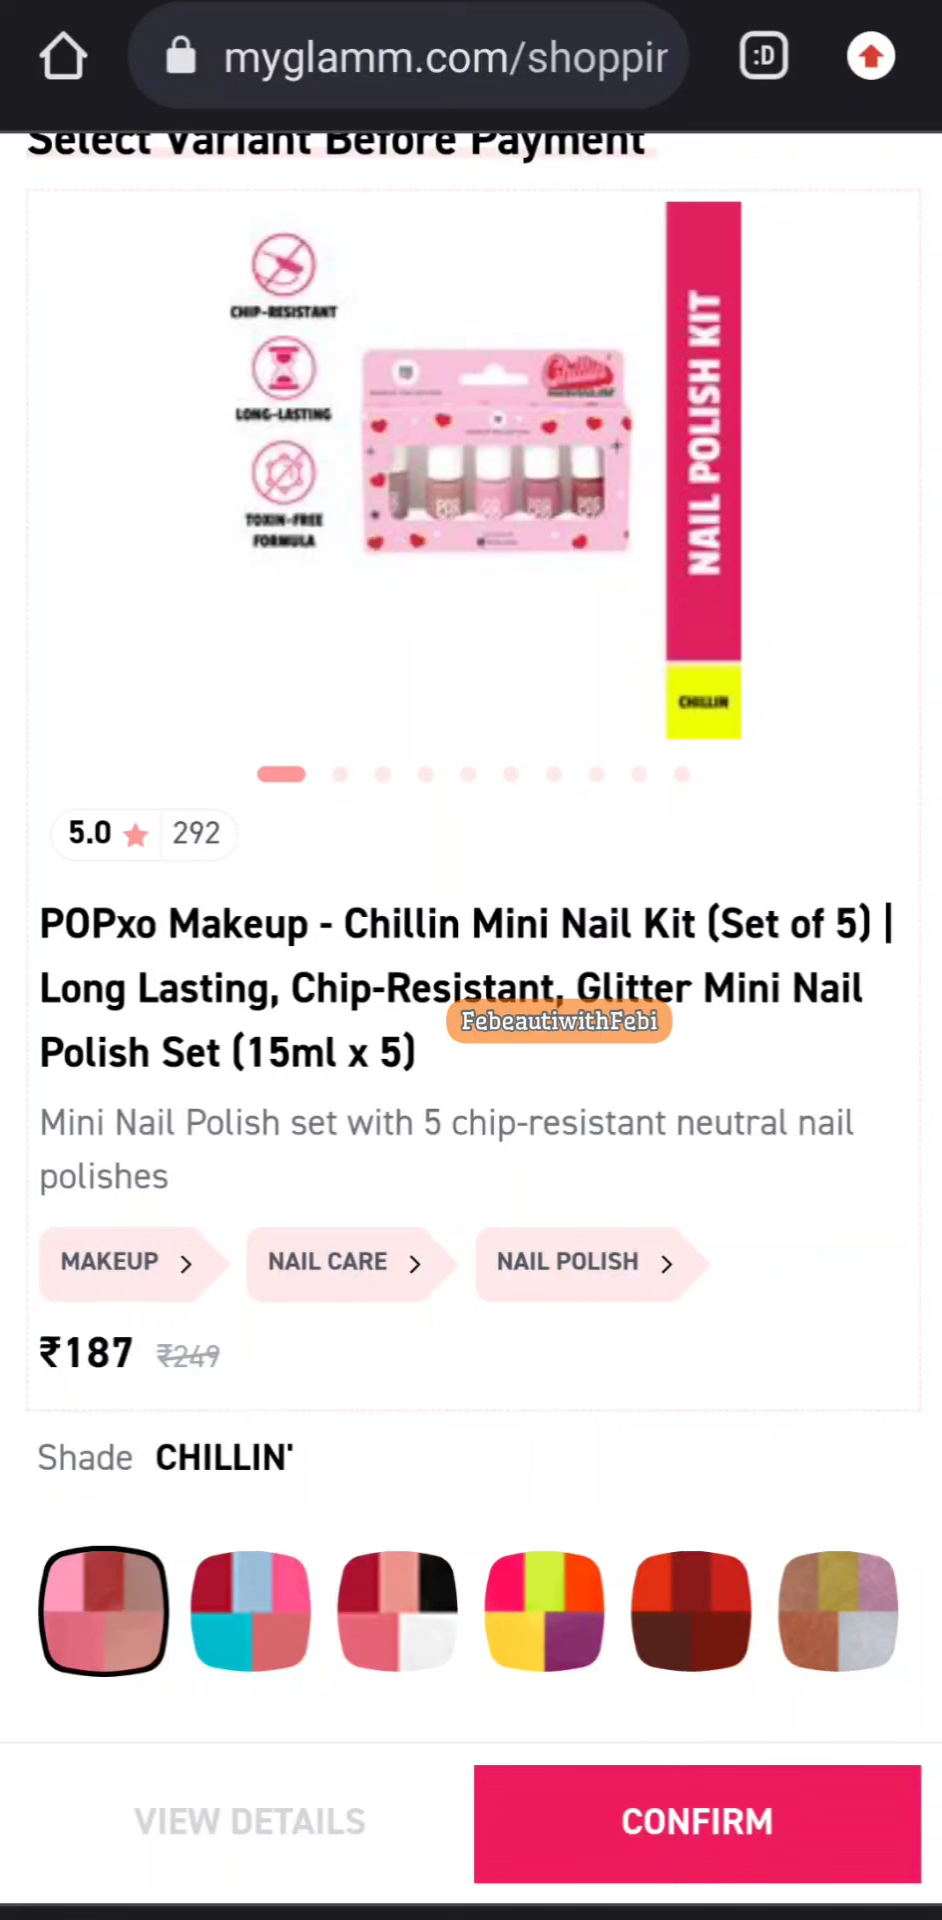 :D
myglamm.com/shoppir
Select Variant Before Payment
CHIP-RESISTANT
LONG-LASTING
TOXIN-FREE
FORMULA
NAIL POLISH KIT
CHILLIN
5.0 292
POPxo Makeup - Chillin Mini Nail Kit (Set of 5) |
Long Lasting, Chip-Resistant, Glitter Mini Nail
FebeautiwithFebi
Polish Set (15ml x 5)
Mini Nail Polish set with 5 chip-resistant neutral nail
polishes
MAKEUP > NAIL CARE > NAIL POLISH >
₹187 ₹249
Shade CHILLIN'
VIEW DETAILS CONFIRM